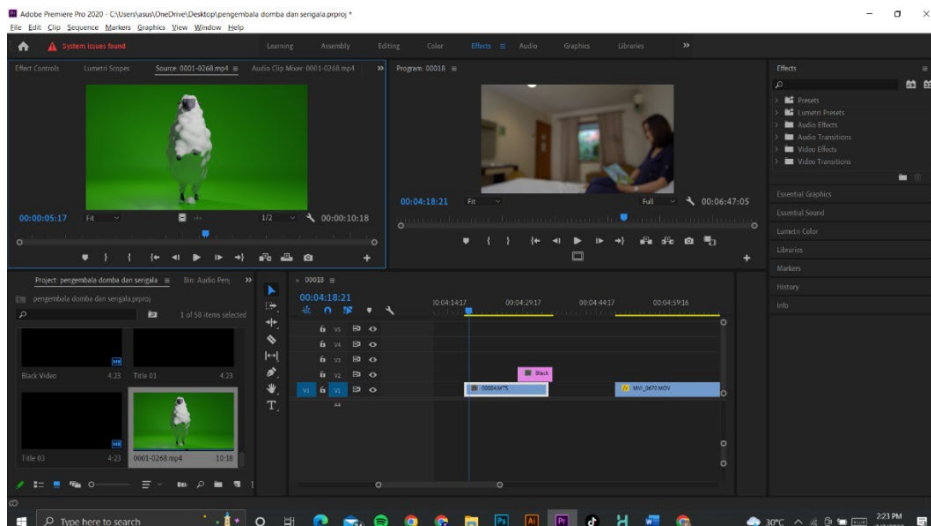 Adobe Premiere Pro 2020 - C:\Users\asus\OneDrive\Desktop\pengembala domba dan serigala.prproj *
File Edit Clip Sequence Markers Graphics View Window Help
System issues found Learning Assembly Editing Color Effects Audio Graphics Libraries
Effect Controls Lumetri Scopes Source: 0001-0268.mp4 Audio Clip Mixer: 0001-0268.mp4
Program: 00018
Effects
Presets
Lumetri Presets
Audio Effects
Audio Transitions
Video Effects
Video Transitions
Essential Graphics
Essential Sound
Lumetri Color
Libraries
Markers
History
Info
00:00:05:17 Fit 1/2 00:00:10:18
00:04:18:21 Fit Full 00:06:47:05
Project: pengembala domba dan serigala Bin: Audio Penj
pengembala domba dan serigala.prproj
1 of 58 items selected
Black Video 4:23 Title 01 4:23
Title 03 4:23 0001-0268.mp4 10:18
00018
00:04:18:21
00:04:14:17 00:04:29:17 00:04:44:17 00:04:59:16
V5
V4
V3
V2 Black
V1 V1 00004.MTS MVI_0470.MOV
Type here to search 30°C 2:23 PM